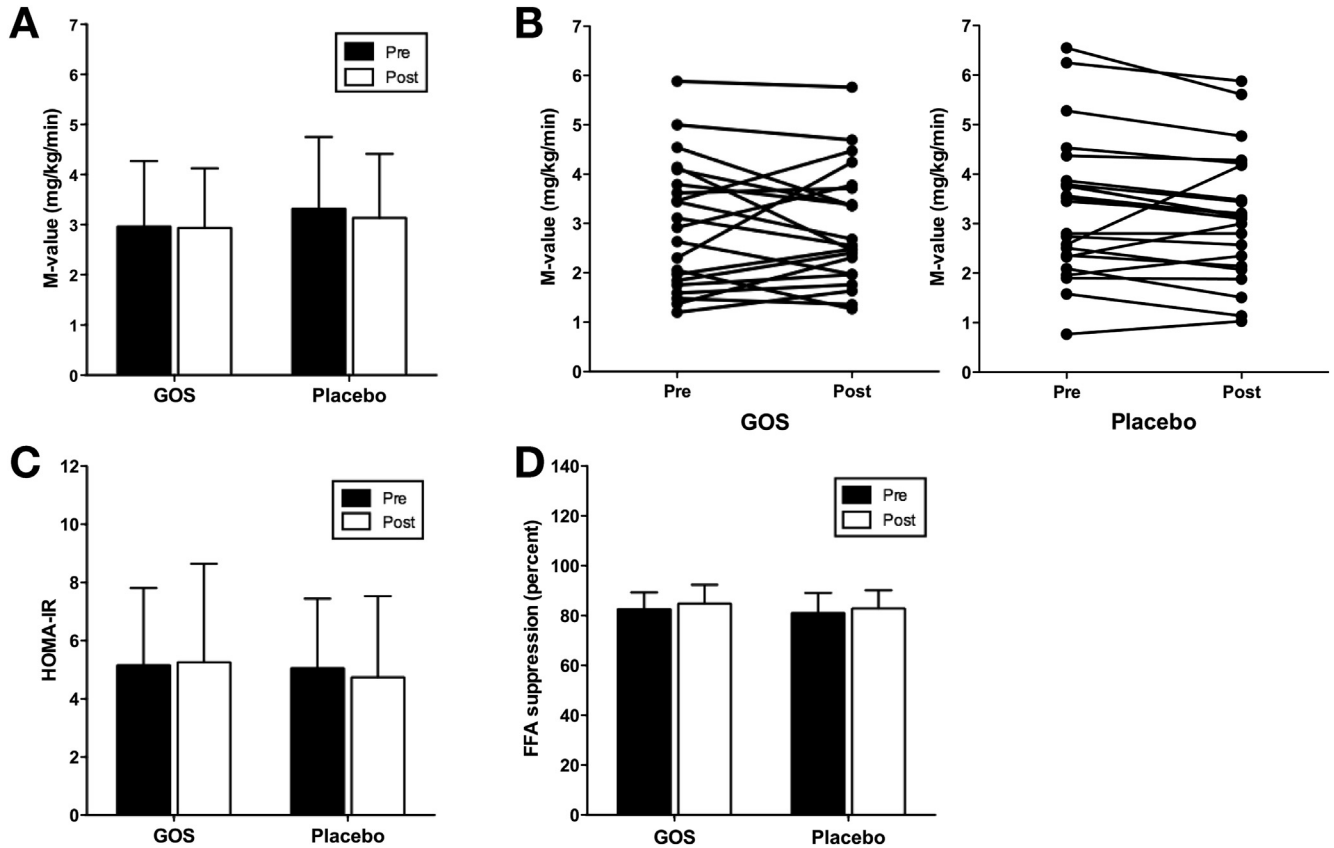 A
M-value (mg/kg/min)
7
6
5
4
3
2
1
0
Pre
Post
GOS
Placebo
B
M-value (mg/kg/min)
7
6
5
4
3
2
1
0
Pre
Post
GOS
M-value (mg/kg/min)
7
6
5
4
3
2
1
0
Pre
Post
Placebo
C
HOMA-IR
12
10
8
6
4
2
0
Pre
Post
GOS
Placebo
D
FFA suppression (percent)
140
120
100
80
60
40
20
0
Pre
Post
GOS
Placebo